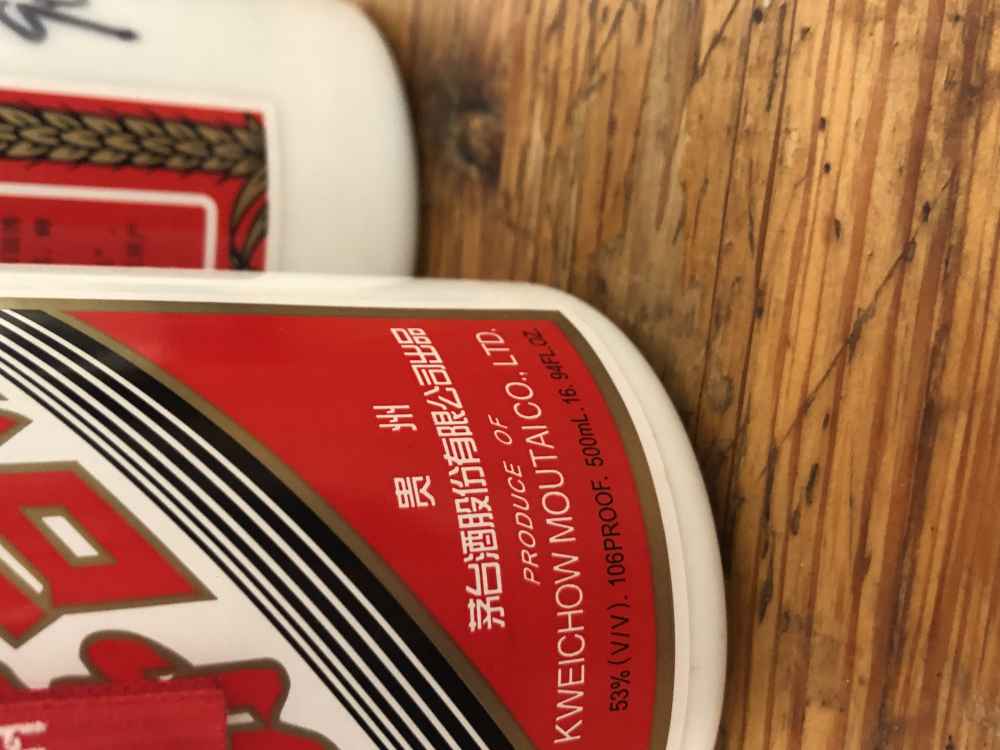 贵 州
茅台酒股份有限公司出品
PRODUCE OF
KWEICHOW MOUTAI CO., LTD.
53% (V/V). 106PROOF. 500mL. 16. 94FL.OZ.